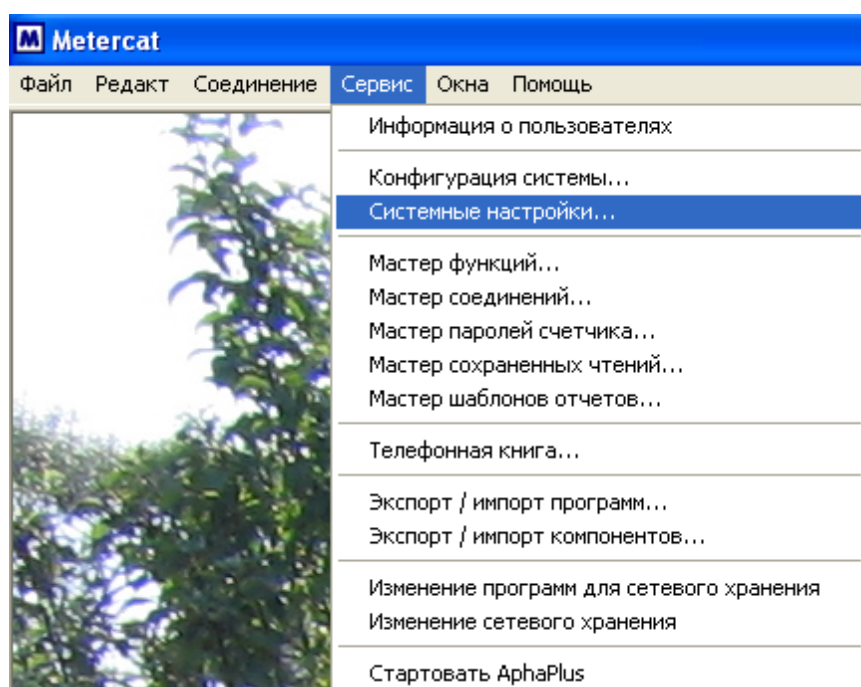 Metercat
Файл Редакт Соединение Сервис Окна Помощь
Информация о пользователях
Конфигурация системы...
Системные настройки...
Мастер функций...
Мастер соединений...
Мастер паролей счетчика...
Мастер сохраненных чтений...
Мастер шаблонов отчетов...
Телефонная книга...
Экспорт / импорт программ...
Экспорт / импорт компонентов...
Изменение программ для сетевого хранения
Изменение сетевого хранения
Стартовать AphaPlus